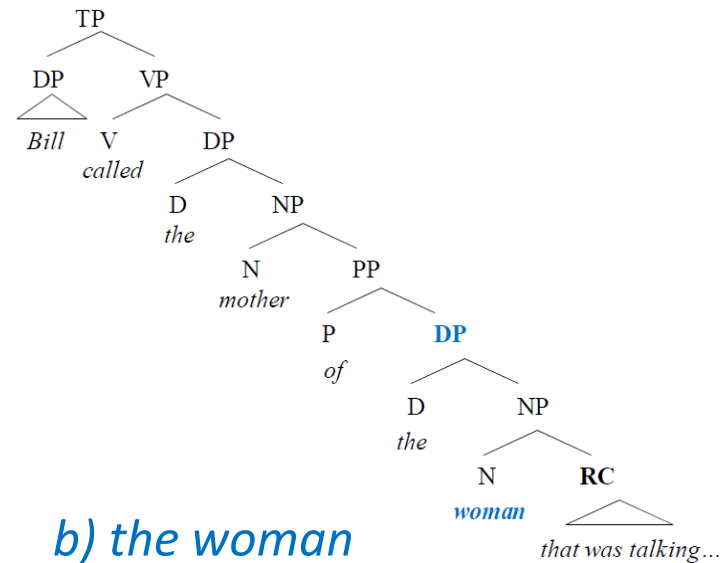 TP
DP VP
Bill V DP
called
D NP
the
N PP
mother
P DP
of
D NP
the
N RC
woman
b) the woman that was talking...